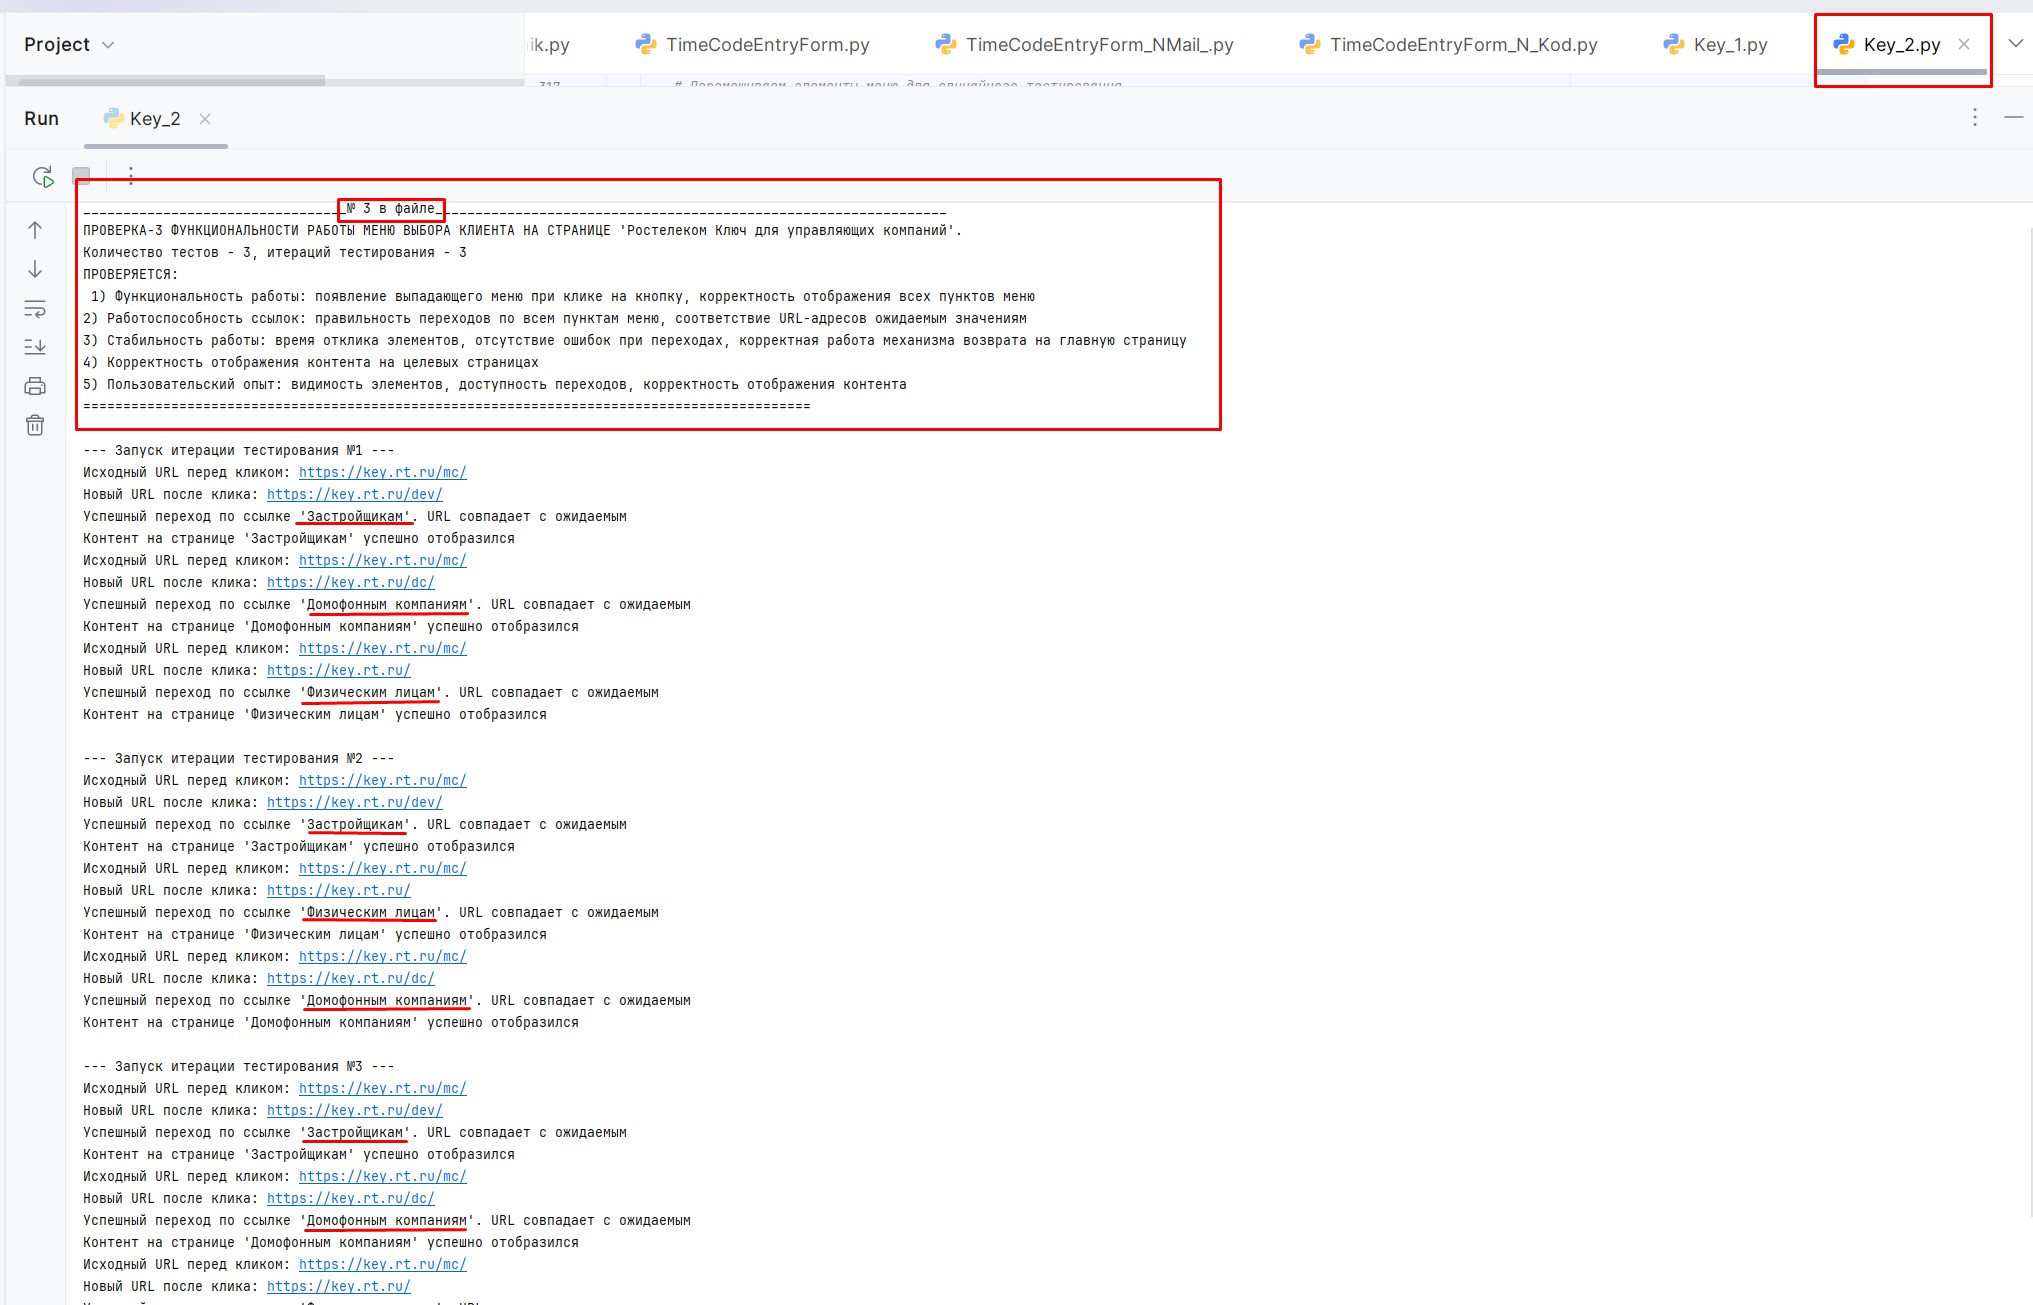 Project
ik.py
TimeCodeEntryForm.py
TimeCodeEntryForm_NMail_.py
TimeCodeEntryForm_N_Kod.py
Key_1.py
Key_2.py
317
# Перемешиваем элементы меню для случайного тестирования
Run
Key_2
№ 3 в файле
ПРОВЕРКА-3 ФУНКЦИОНАЛЬНОСТИ РАБОТЫ МЕНЮ ВЫБОРА КЛИЕНТА НА СТРАНИЦЕ 'Ростелеком Ключ для управляющих компаний'.
Количество тестов - 3, итераций тестирования - 3
ПРОВЕРЯЕТСЯ:
1) Функциональность работы: появление выпадающего меню при клике на кнопку, корректность отображения всех пунктов меню
2) Работоспособность ссылок: правильность переходов по всем пунктам меню, соответствие URL-адресов ожидаемым значениям
3) Стабильность работы: время отклика элементов, отсутствие ошибок при переходах, корректная работа механизма возврата на главную страницу
4) Корректность отображения контента на целевых страницах
5) Пользовательский опыт: видимость элементов, доступность переходов, корректность отображения контента
===========================================================================================
--- Запуск итерации тестирования №1 ---
Исходный URL перед кликом: https://key.rt.ru/mc/
Новый URL после клика: https://key.rt.ru/dev/
Успешный переход по ссылке 'Застройщикам'. URL совпадает с ожидаемым
Контент на странице 'Застройщикам' успешно отобразился
Исходный URL перед кликом: https://key.rt.ru/mc/
Новый URL после клика: https://key.rt.ru/dc/
Успешный переход по ссылке 'Домофонным компаниям'. URL совпадает с ожидаемым
Контент на странице 'Домофонным компаниям' успешно отобразился
Исходный URL перед кликом: https://key.rt.ru/mc/
Новый URL после клика: https://key.rt.ru/
Успешный переход по ссылке 'Физическим лицам'. URL совпадает с ожидаемым
Контент на странице 'Физическим лицам' успешно отобразился
--- Запуск итерации тестирования №2 ---
Исходный URL перед кликом: https://key.rt.ru/mc/
Новый URL после клика: https://key.rt.ru/dev/
Успешный переход по ссылке 'Застройщикам'. URL совпадает с ожидаемым
Контент на странице 'Застройщикам' успешно отобразился
Исходный URL перед кликом: https://key.rt.ru/mc/
Новый URL после клика: https://key.rt.ru/
Успешный переход по ссылке 'Физическим лицам'. URL совпадает с ожидаемым
Контент на странице 'Физическим лицам' успешно отобразился
Исходный URL перед кликом: https://key.rt.ru/mc/
Новый URL после клика: https://key.rt.ru/dc/
Успешный переход по ссылке 'Домофонным компаниям'. URL совпадает с ожидаемым
Контент на странице 'Домофонным компаниям' успешно отобразился
--- Запуск итерации тестирования №3 ---
Исходный URL перед кликом: https://key.rt.ru/mc/
Новый URL после клика: https://key.rt.ru/dev/
Успешный переход по ссылке 'Застройщикам'. URL совпадает с ожидаемым
Контент на странице 'Застройщикам' успешно отобразился
Исходный URL перед кликом: https://key.rt.ru/mc/
Новый URL после клика: https://key.rt.ru/dc/
Успешный переход по ссылке 'Домофонным компаниям'. URL совпадает с ожидаемым
Контент на странице 'Домофонным компаниям' успешно отобразился
Исходный URL перед кликом: https://key.rt.ru/mc/
Новый URL после клика: https://key.rt.ru/